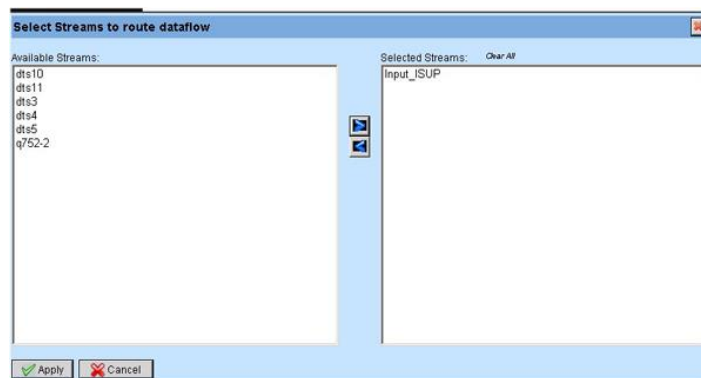 Select Streams to route dataflow
Available Streams:
dts10
dts11
dts3
dts4
dts5
q752-2
Selected Streams: Clear All
Input_ISUP
Apply Cancel